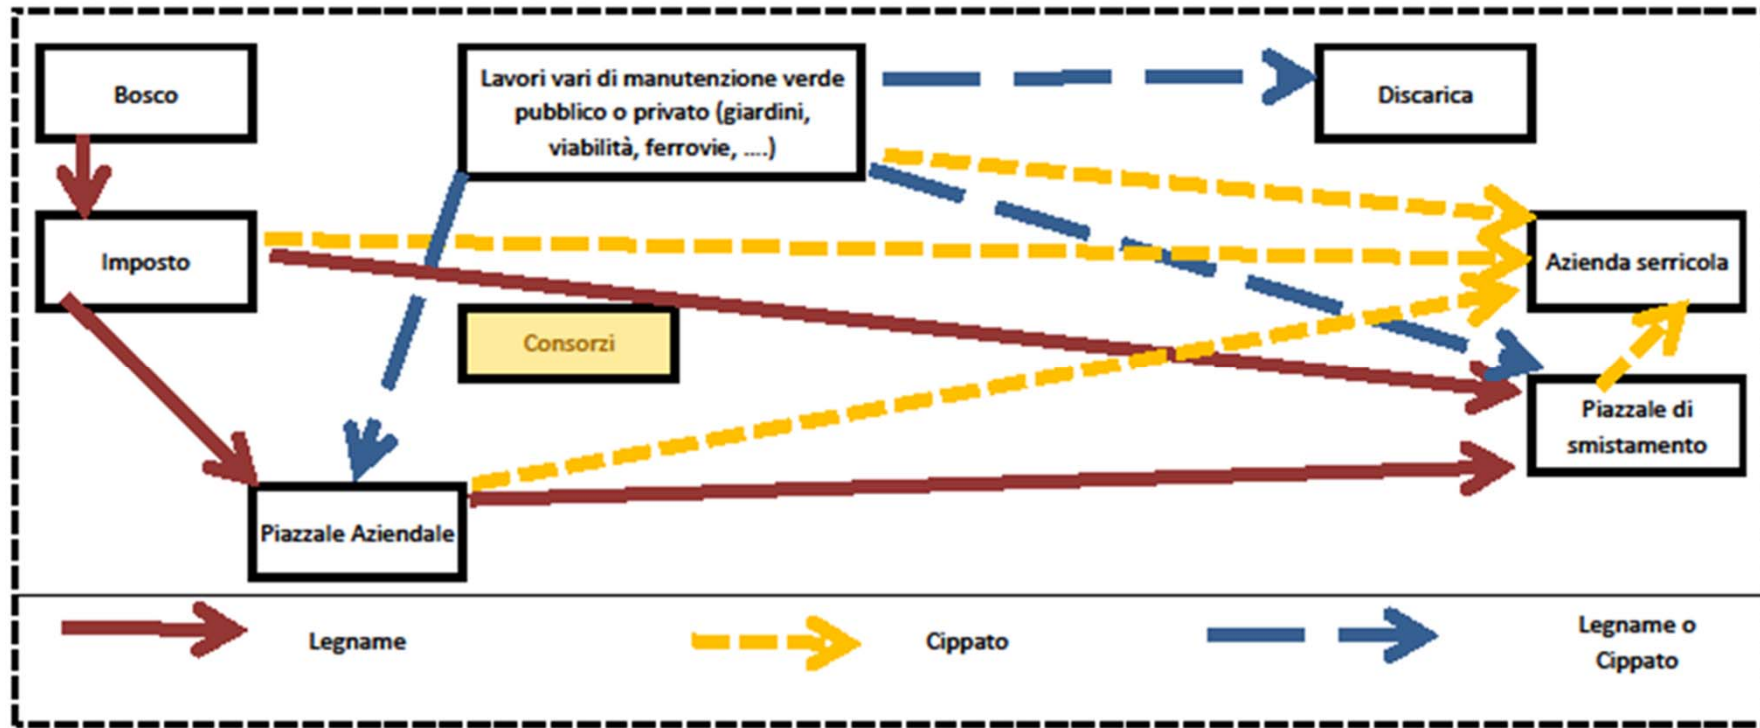 Bosco
Lavori vari di manutenzione verde
pubblico o privato (giardini,
viabilità, ferrovie, ....)
Discarica
Imposto
Azienda serricola
Consorzi
Piazzale di
smistamento
Piazzale Aziendale
Legname
Cippato
Legname o
Cippato